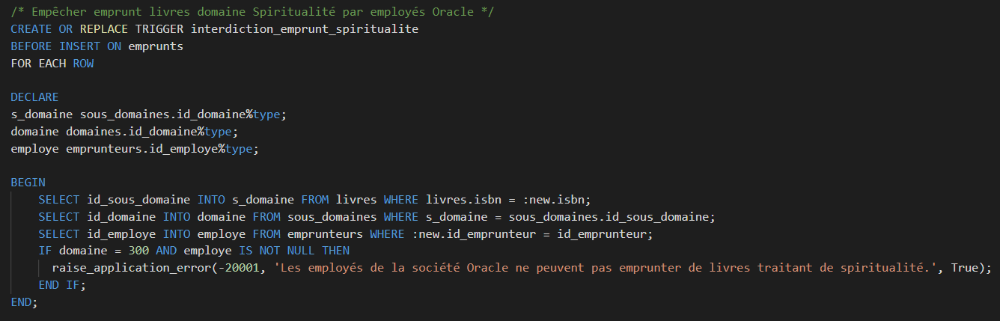 /* Empêcher emprunt livres domaine Spiritualité par employés Oracle */
CREATE OR REPLACE TRIGGER interdiction_emprunt_spiritualite
BEFORE INSERT ON emprunts
FOR EACH ROW

DECLARE
s_domaine sous_domaines.id_domaine%type;
domaine domaines.id_domaine%type;
employe emprunteurs.id_employe%type;

BEGIN
    SELECT id_sous_domaine INTO s_domaine FROM livres WHERE livres.isbn = :new.isbn;
    SELECT id_domaine INTO domaine FROM sous_domaines WHERE s_domaine = sous_domaines.id_sous_domaine;
    SELECT id_employe INTO employe FROM emprunteurs WHERE :new.id_emprunteur = id_emprunteur;
    IF domaine = 300 AND employe IS NOT NULL THEN
      raise_application_error(-20001, 'Les employés de la société Oracle ne peuvent pas emprunter de livres traitant de spiritualité.', True);
    END IF;
END;